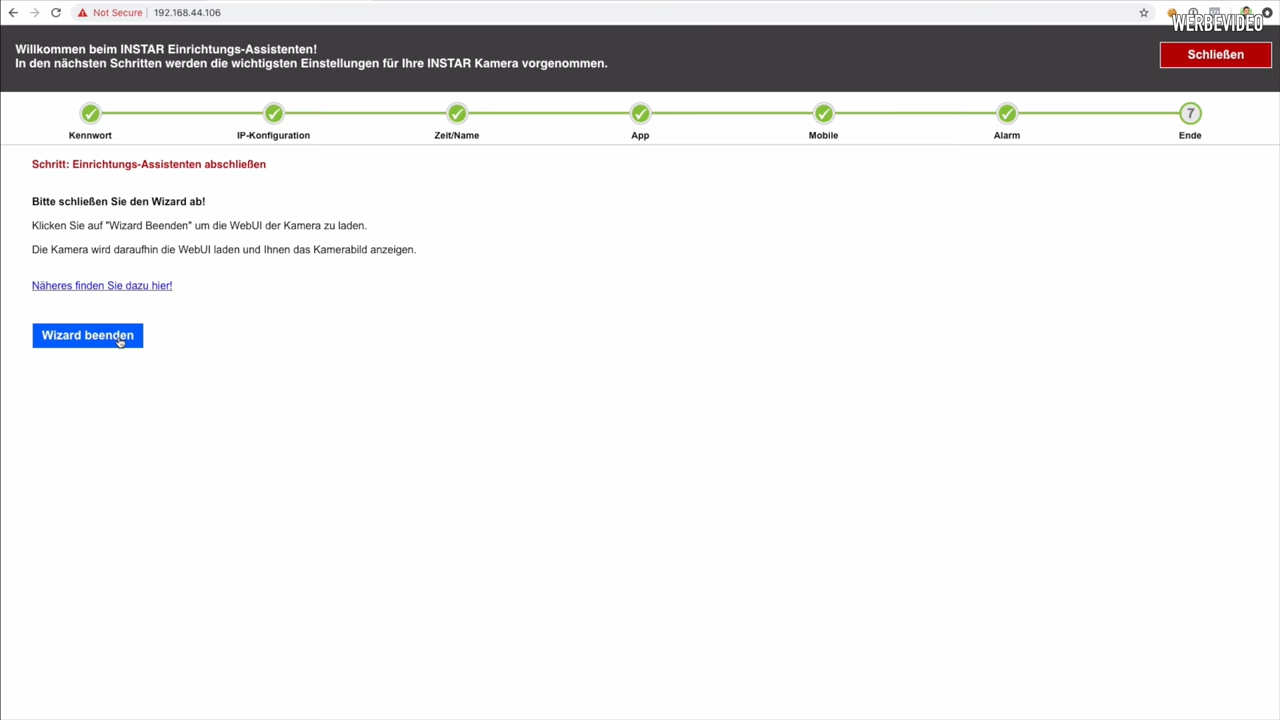 Not Secure
192.168.44.106
WERBEVIDEO
Willkommen beim INSTAR Einrichtungs-Assistenten!
In den nächsten Schritten werden die wichtigsten Einstellungen für Ihre INSTAR Kamera vorgenommen.
Schließen
7
Kennwort
IP-Konfiguration
Zeit/Name
App
Mobile
Alarm
Ende
Schritt: Einrichtungs-Assistenten abschließen
Bitte schließen Sie den Wizard ab!
Klicken Sie auf "Wizard Beenden" um die WebUI der Kamera zu laden.
Die Kamera wird daraufhin die WebUI laden und Ihnen das Kamerabild anzeigen.
Näheres finden Sie dazu hier!
Wizard beenden